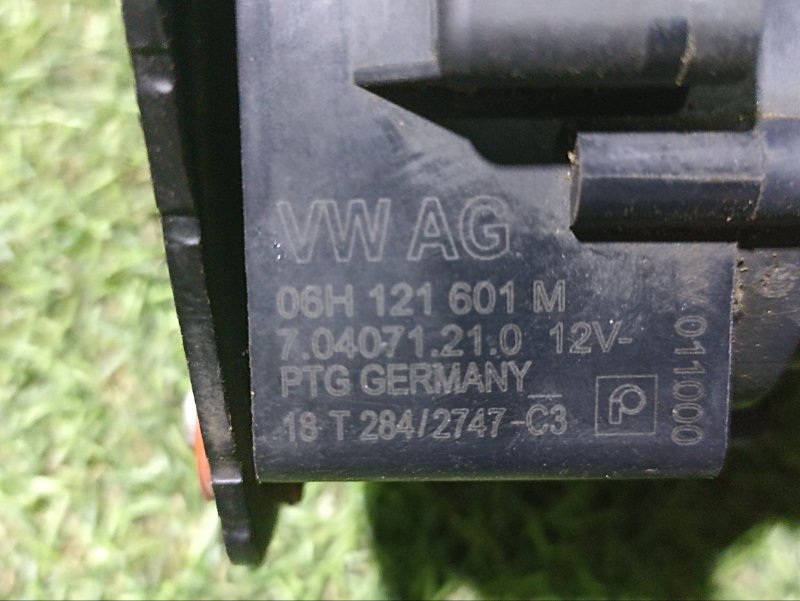 VW AG
06H 121 601 M
7.04071.21.0 12V-
PTG GERMANY
18 T 284/2747-C3
011000